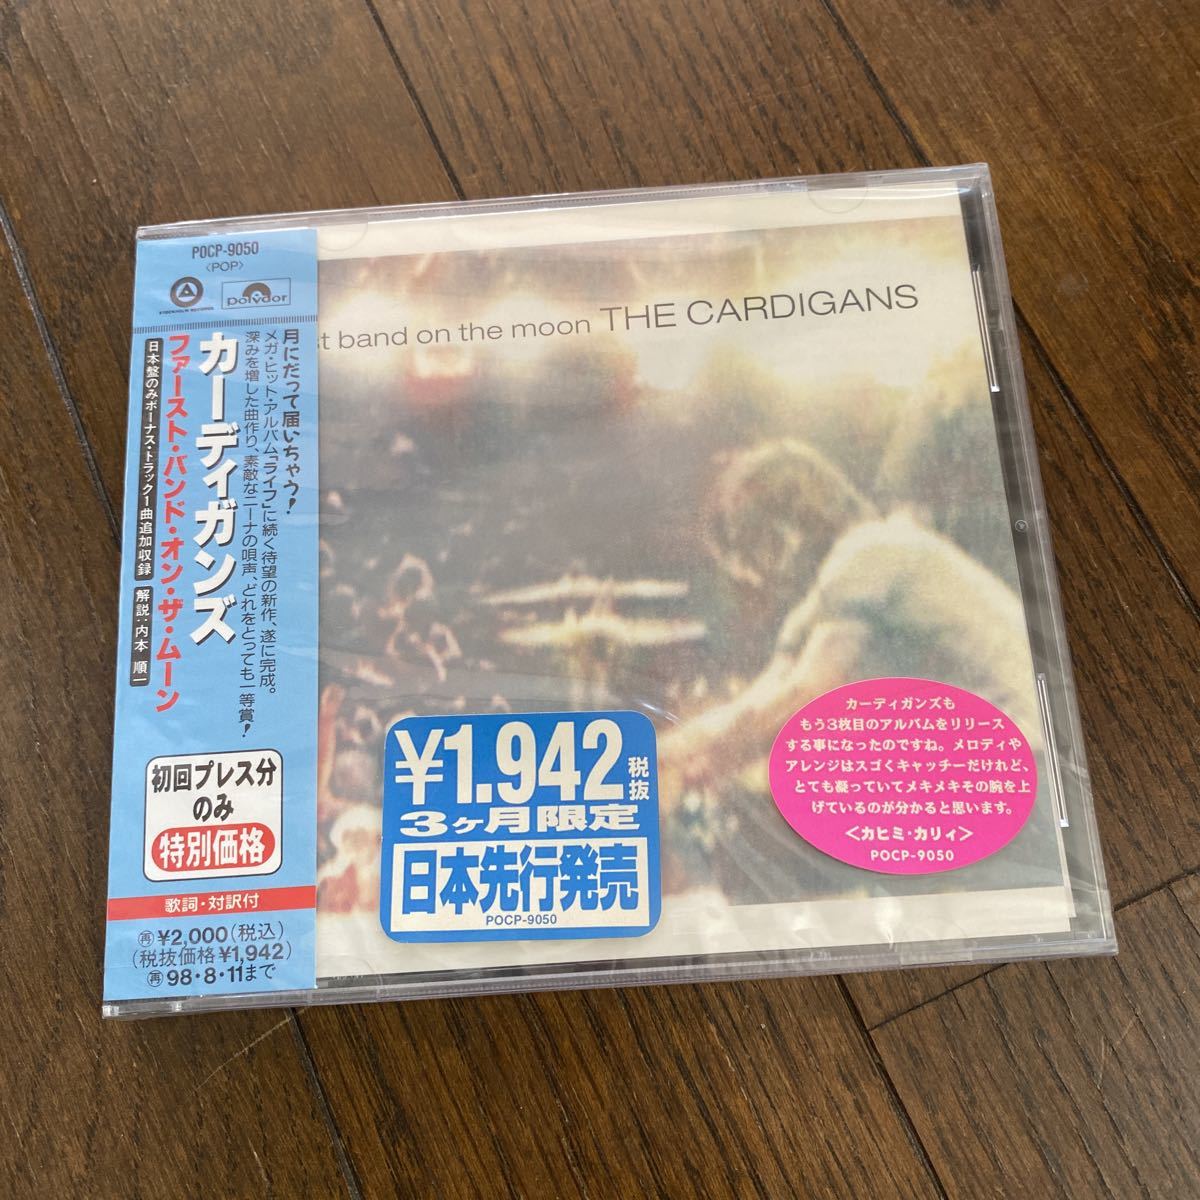 POCP-9050
〈POP〉
STOCKHOLM RECORDS
polydor
月にだって届いちゃう!
メガ・ヒット・アルバム「ライフ」に続く待望の新作、遂に完成。
深みを増した曲作り、素敵なニーナの唄声、どれをとっても一等賞!
カーディガンズ
ファースト・バンド・オン・ザ・ムーン
日本盤のみボーナス・トラック1曲追加収録
解説:内本 順一
初回プレス分
のみ
特別価格
歌詞・対訳付
再¥2,000(税込)
(税抜価格¥1,942)
再98・8・11まで
st band on the moon THE CARDIGANS
¥1.942税抜
3ヶ月限定
日本先行発売
POCP-9050
カーディガンズも
もう3枚目のアルバムをリリース
する事になったのですね。メロディや
アレンジはスゴくキャッチーだけれど、
とても凝っていてメキメキその腕を上
げているのが分かると思います。
<カヒミ・カリィ>
POCP-9050